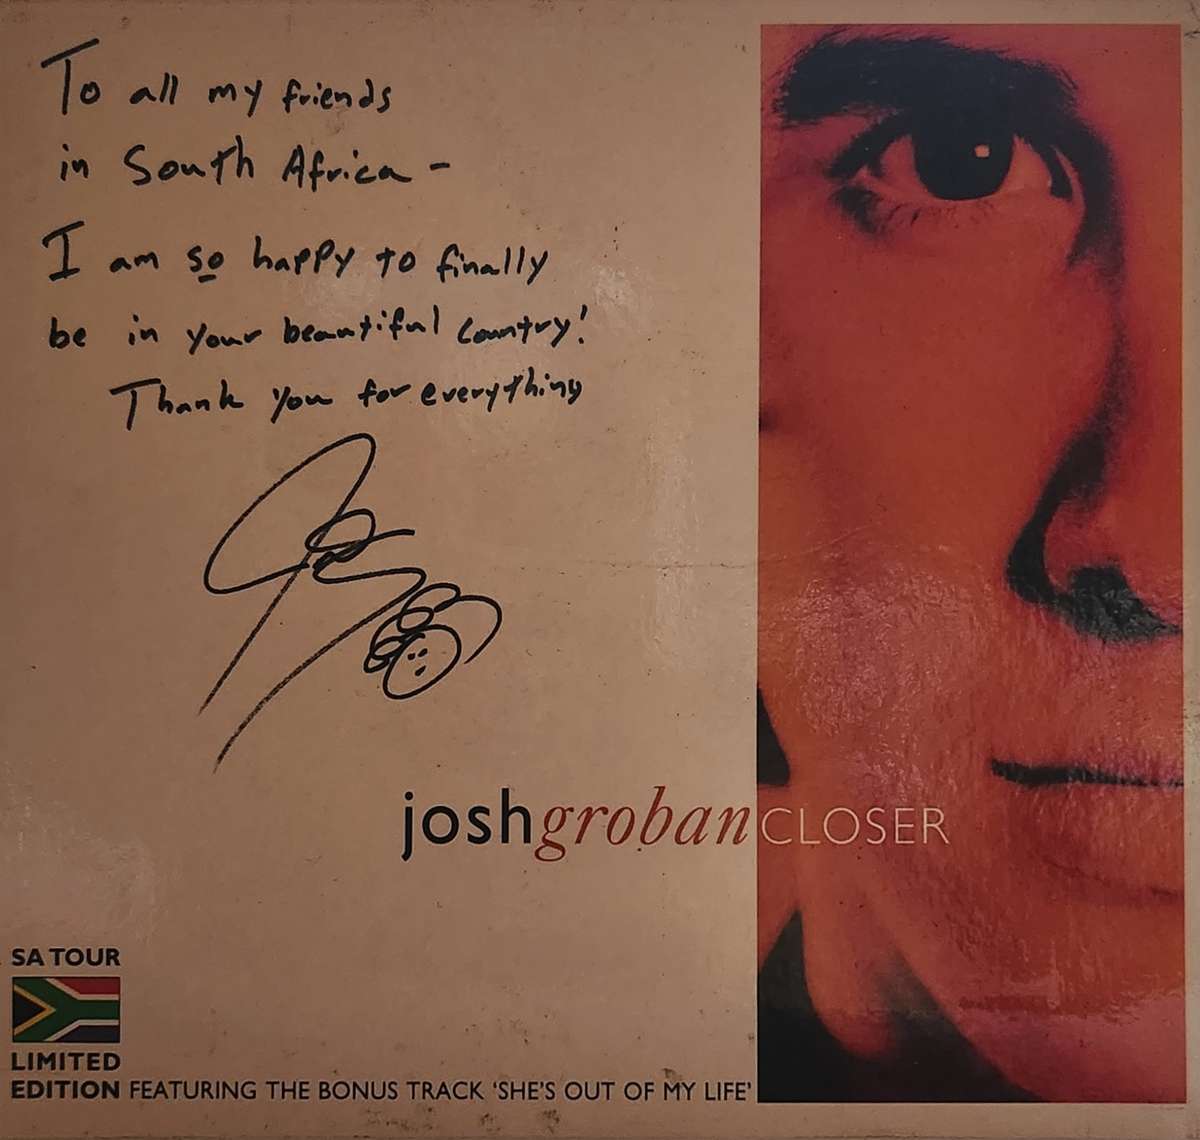 To all my friends
in South Africa -
I am so happy to finally
be in your beautiful country!
Thank you for everything
joshgrobanCLOSER
SA TOUR
LIMITED
EDITION FEATURING THE BONUS TRACK 'SHE'S OUT OF MY LIFE'